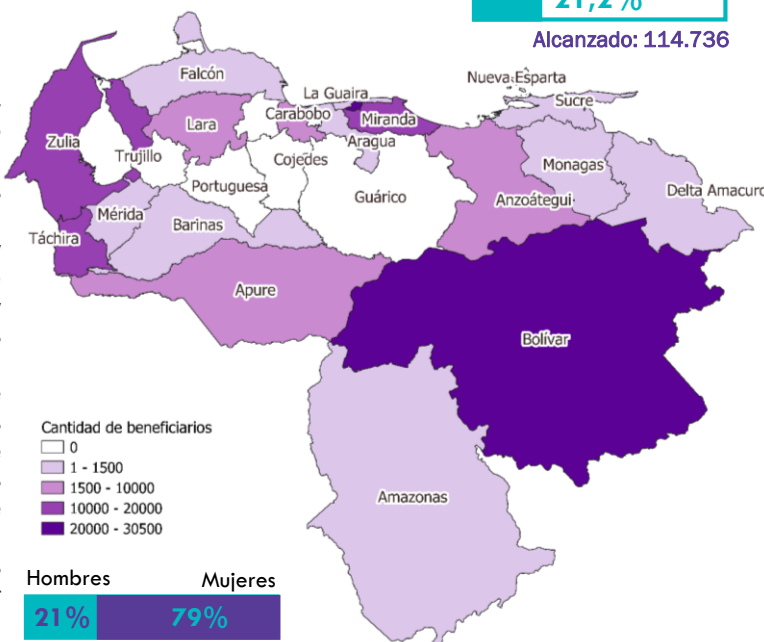 21,2%
Alcanzado: 114.736
Falcón
La Guaira
Nueva Esparta
Sucre
Zulia
Lara
Carabobo
Miranda
Aragua
Trujillo
Cojedes
Monagas
Portuguesa
Guárico
Anzoátegui
Delta Amacuro
Mérida
Barinas
Táchira
Apure
Bolívar
Amazonas
Cantidad de beneficiarios
0
1 - 1500
1500 - 10000
10000 - 20000
20000 - 30500
Hombres Mujeres
21% 79%